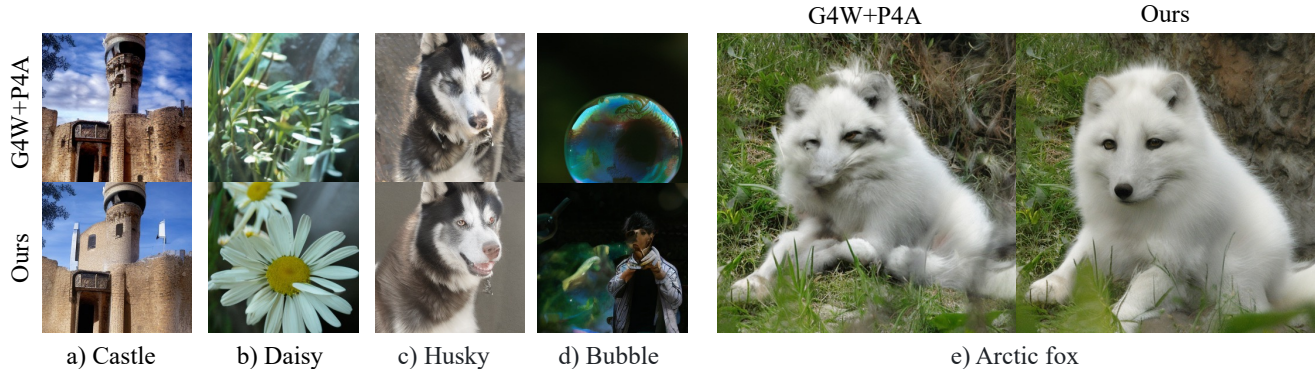 G4W+P4A
Ours
G4W+P4A
Ours
a) Castle
b) Daisy
c) Husky
d) Bubble
e) Arctic fox